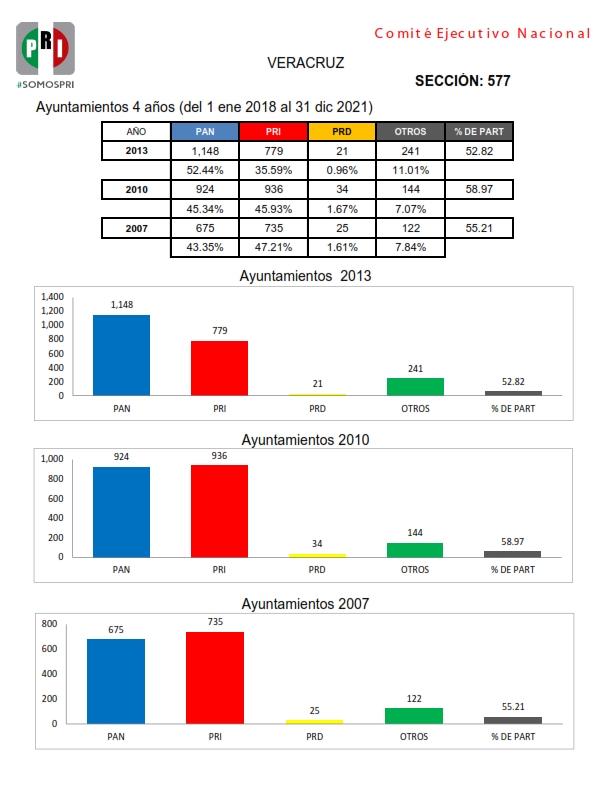 Comité Ejecutivo Nacional
PRI
#SOMOSPRI
VERACRUZ
SECCIÓN: 577
Ayuntamientos 4 años (del 1 ene 2018 al 31 dic 2021)
AÑO PAN PRI PRD OTROS % DE PART
2013 1,148 779 21 241 52.82
52.44% 35.59% 0.96% 11.01%
2010 924 936 34 144 58.97
45.34% 45.93% 1.67% 7.07%
2007 675 735 25 122 55.21
43.35% 47.21% 1.61% 7.84%
Ayuntamientos 2013
1,400
1,200
1,000
800
600
400
200
0
1,148 779 21 241 52.82
PAN PRI PRD OTROS % DE PART
Ayuntamientos 2010
1,000
800
600
400
200
0
924 936 34 144 58.97
PAN PRI PRD OTROS % DE PART
Ayuntamientos 2007
800
600
400
200
0
675 735 25 122 55.21
PAN PRI PRD OTROS % DE PART